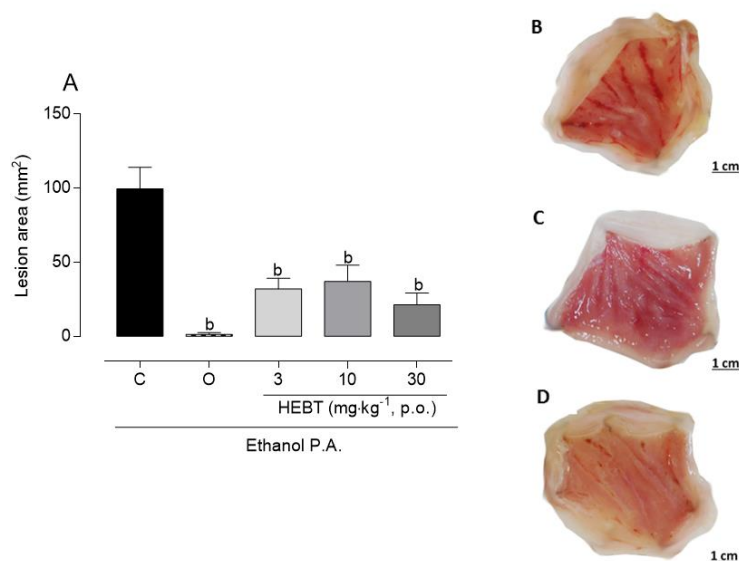 A
150
100
50
0
Lesion area (mm²)
b
b
b
b
C O 3 10 30
HEBT (mg·kg⁻¹, p.o.)
Ethanol P.A.
B
1 cm
C
1 cm
D
1 cm